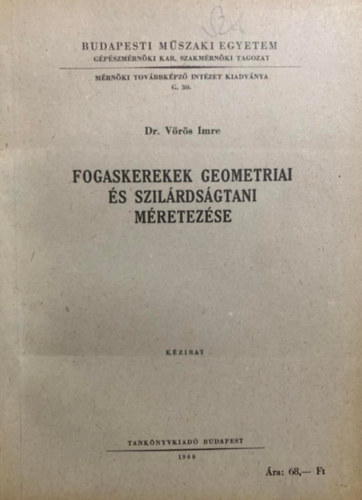 BUDAPESTI MŰSZAKI EGYETEM
GÉPÉSZMÉRNÖKI KAR, SZAKMÉRNÖKI TAGOZAT
MÉRNÖKI TOVÁBBKÉPZŐ INTÉZET KIADVÁNYA
G. 30.
Dr. Vörös Imre
FOGASKEREKEK GEOMETRIAI
ÉS SZILÁRDSÁGTANI
MÉRETEZÉSE
KÉZIRAT
TANKÖNYVKIADÓ BUDAPEST
Ára: 68,— Ft